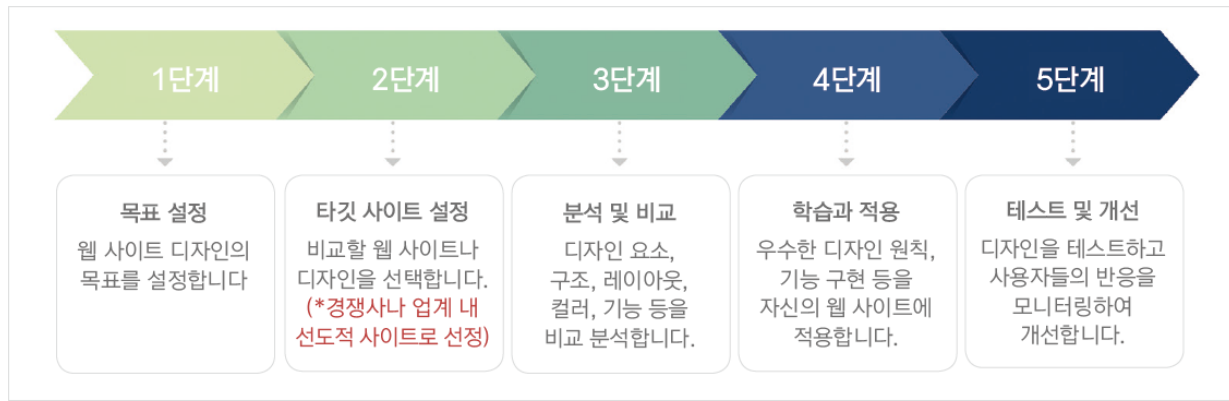 1단계
2단계
3단계
4단계
5단계
목표 설정
웹 사이트 디자인의
목표를 설정합니다
타깃 사이트 설정
비교할 웹 사이트나
디자인을 선택합니다.
(*경쟁사나 업계 내
선도적 사이트로 선정)
분석 및 비교
디자인 요소,
구조, 레이아웃,
컬러, 기능 등을
비교 분석합니다.
학습과 적용
우수한 디자인 원칙,
기능 구현 등을
자신의 웹 사이트에
적용합니다.
테스트 및 개선
디자인을 테스트하고
사용자들의 반응을
모니터링하여
개선합니다.